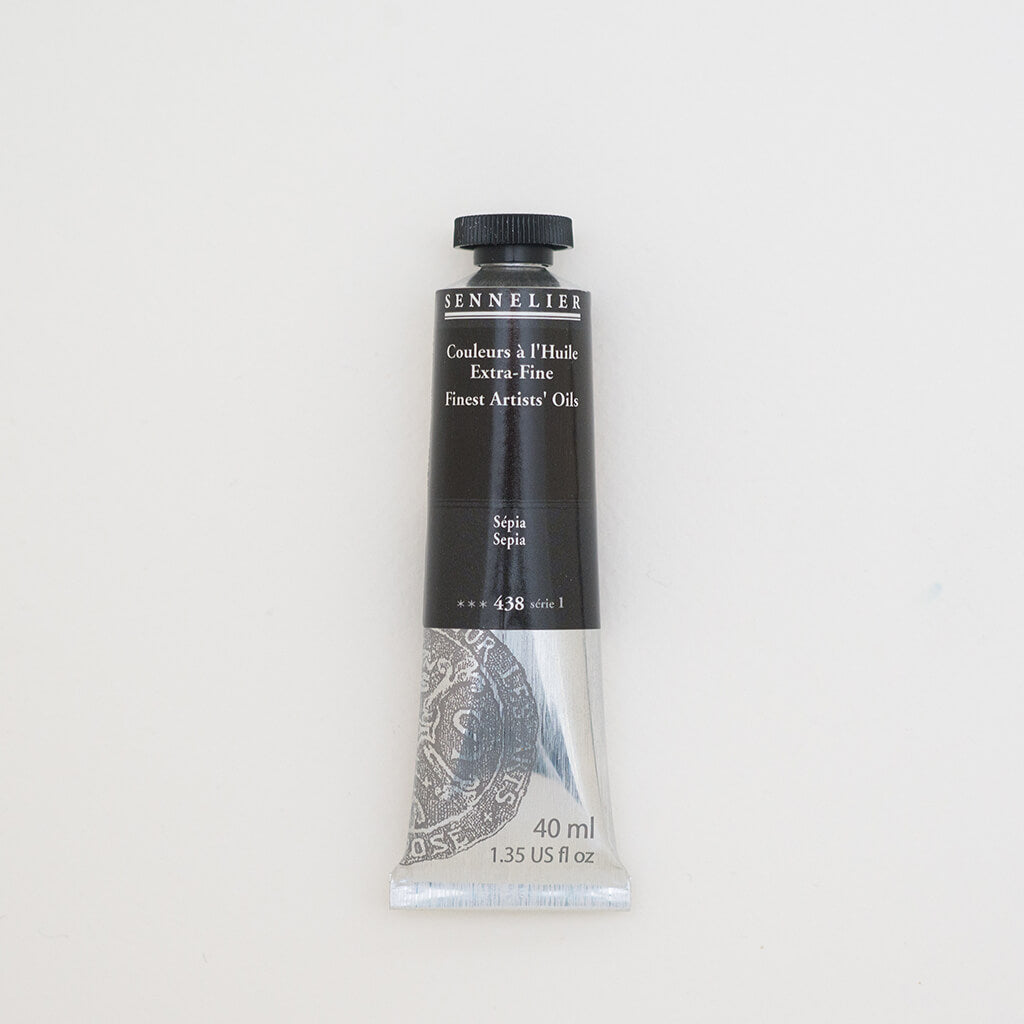 SENNELIER
Couleurs à l'Huile
Extra-Fine
Finest Artists' Oils
Sépia
Sepia
*** 438 série 1
40 ml
1.35 US fl oz